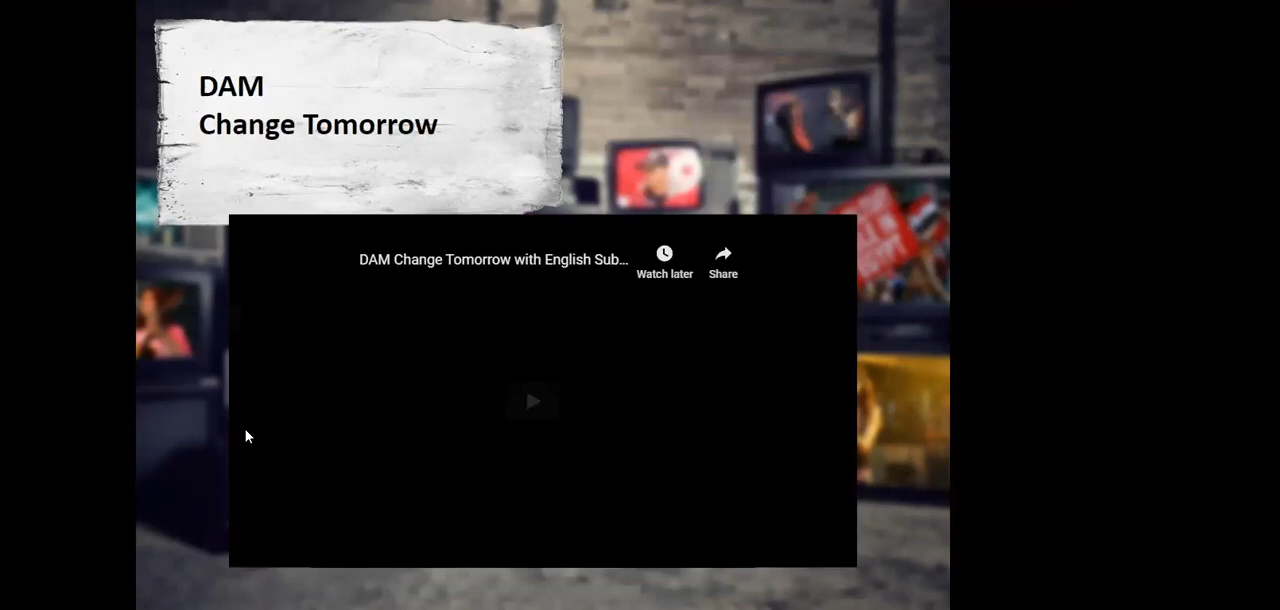 DAM
Change Tomorrow
DAM Change Tomorrow with English Sub...
Watch later
Share